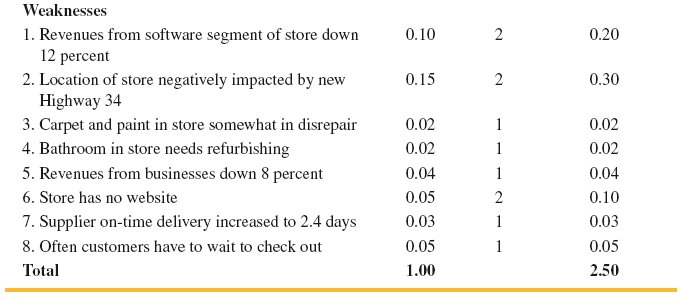 Weaknesses
1. Revenues from software segment of store down 0.10 2 0.20
12 percent
2. Location of store negatively impacted by new 0.15 2 0.30
Highway 34
3. Carpet and paint in store somewhat in disrepair 0.02 1 0.02
4. Bathroom in store needs refurbishing 0.02 1 0.02
5. Revenues from businesses down 8 percent 0.04 1 0.04
6. Store has no website 0.05 2 0.10
7. Supplier on-time delivery increased to 2.4 days 0.03 1 0.03
8. Often customers have to wait to check out 0.05 1 0.05
Total 1.00 2.50